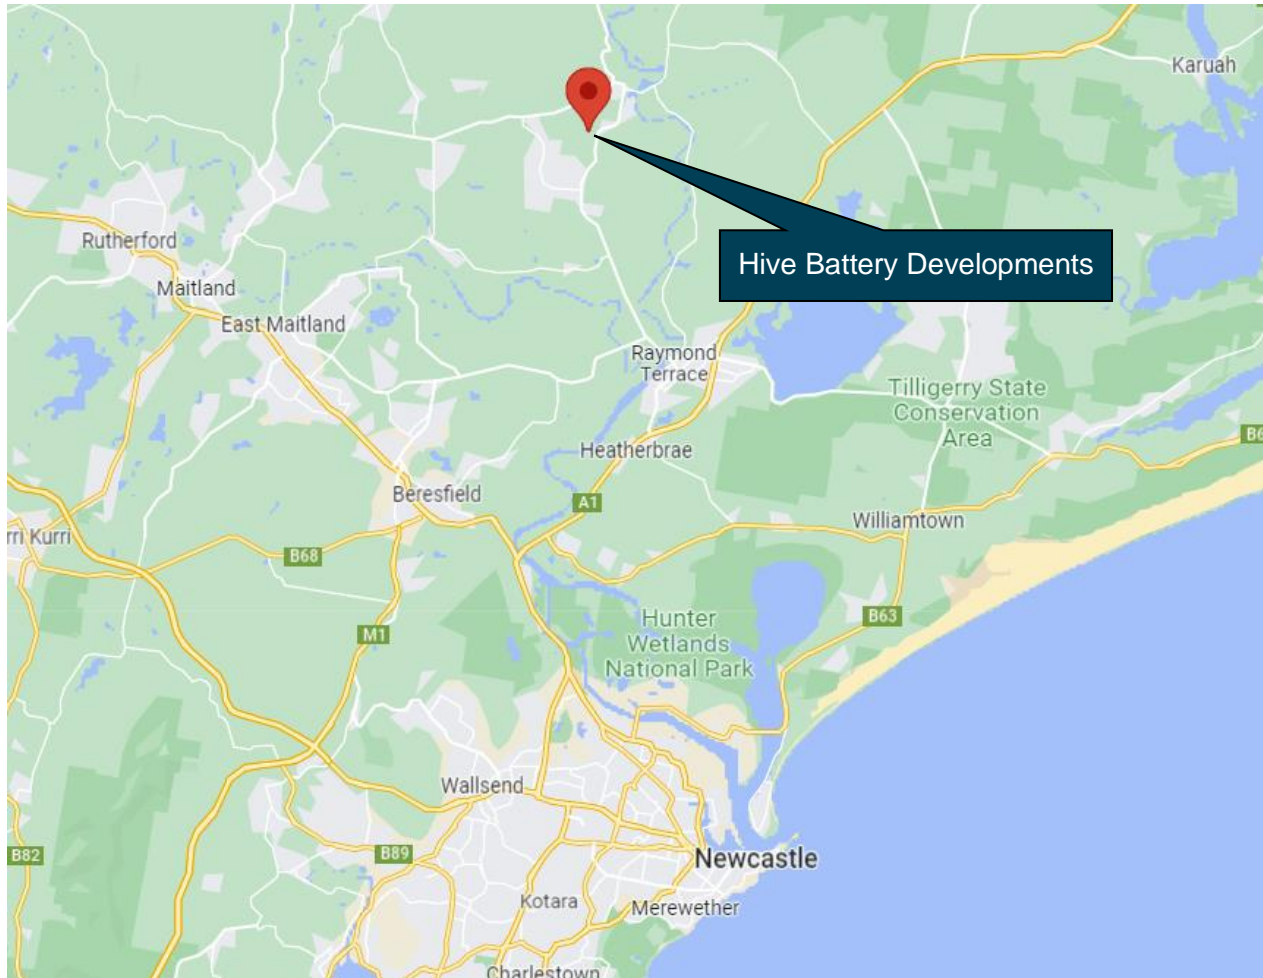 Karuah
Hive Battery Developments
Rutherford
Maitland
East Maitland
Raymond
Terrace
Tilligerry State
Conservation
Area
B6
Heatherbrae
Beresfield
A1
Williamtown
rri Kurri
B68
Hunter
Wetlands
National Park
B63
M1
Wallsend
B82
B89
Newcastle
Kotara
Merewether
Charlestown